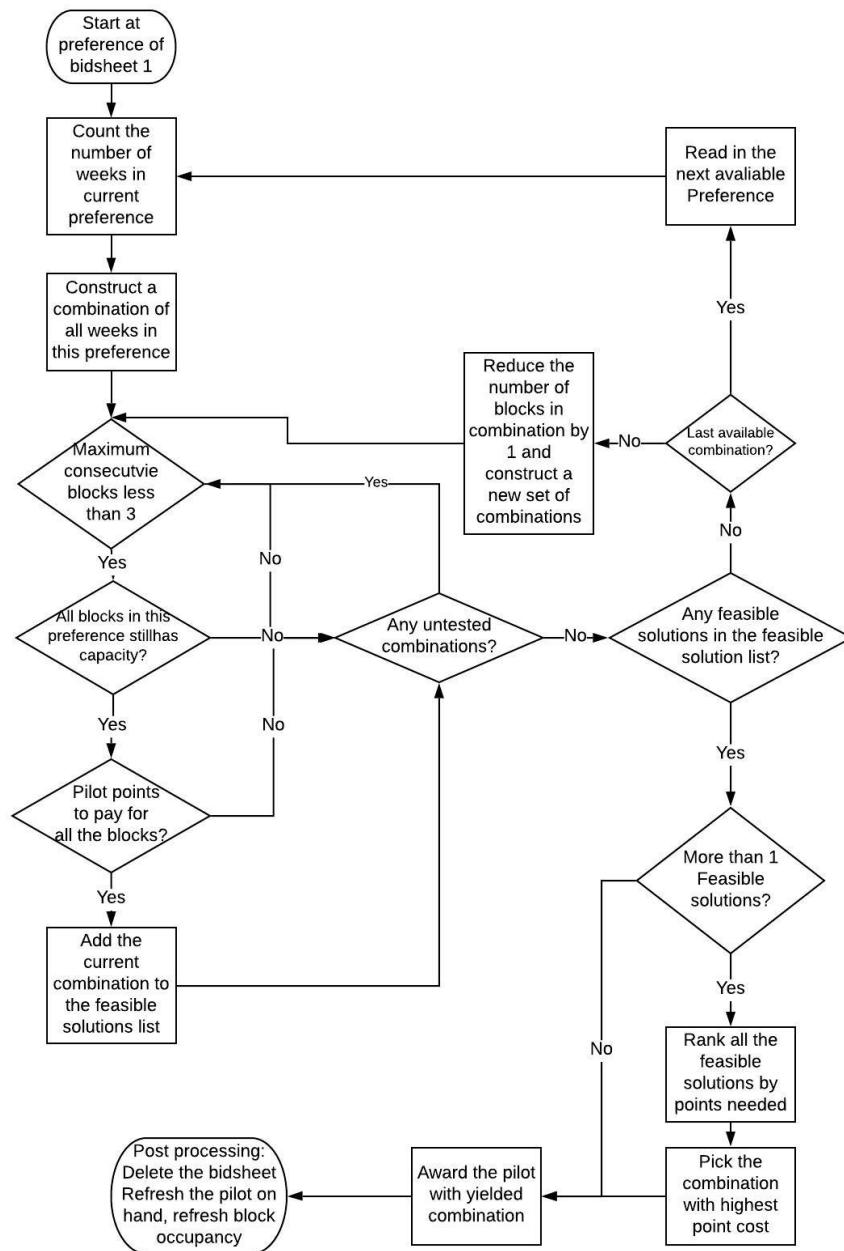 Start at
preference of
bidsheet 1
Count the
number of
weeks in
current
preference
Read in the
next avaliable
Preference
Construct a
combination of
all weeks in
this preference
Yes
Reduce the
number of
blocks in
combination by
1 and
construct a
new set of
combinations
No
Last available
combination?
Maximum
consecutvie
blocks less
than 3
Yes
No
No
Yes
All blocks in this
preference stillhas
capacity?
No
Any untested
combinations?
No
Any feasible
solutions in the feasible
solution list?
Yes
No
Yes
Pilot points
to pay for
all the blocks?
More than 1
Feasible
solutions?
Yes
Add the
current
combination to
the feasible
solutions list
Yes
No
Rank all the
feasible
solutions by
points needed
Post processing:
Delete the bidsheet
Refresh the pilot on
hand, refresh block
occupancy
Award the pilot
with yielded
combination
Pick the
combination
with highest
point cost